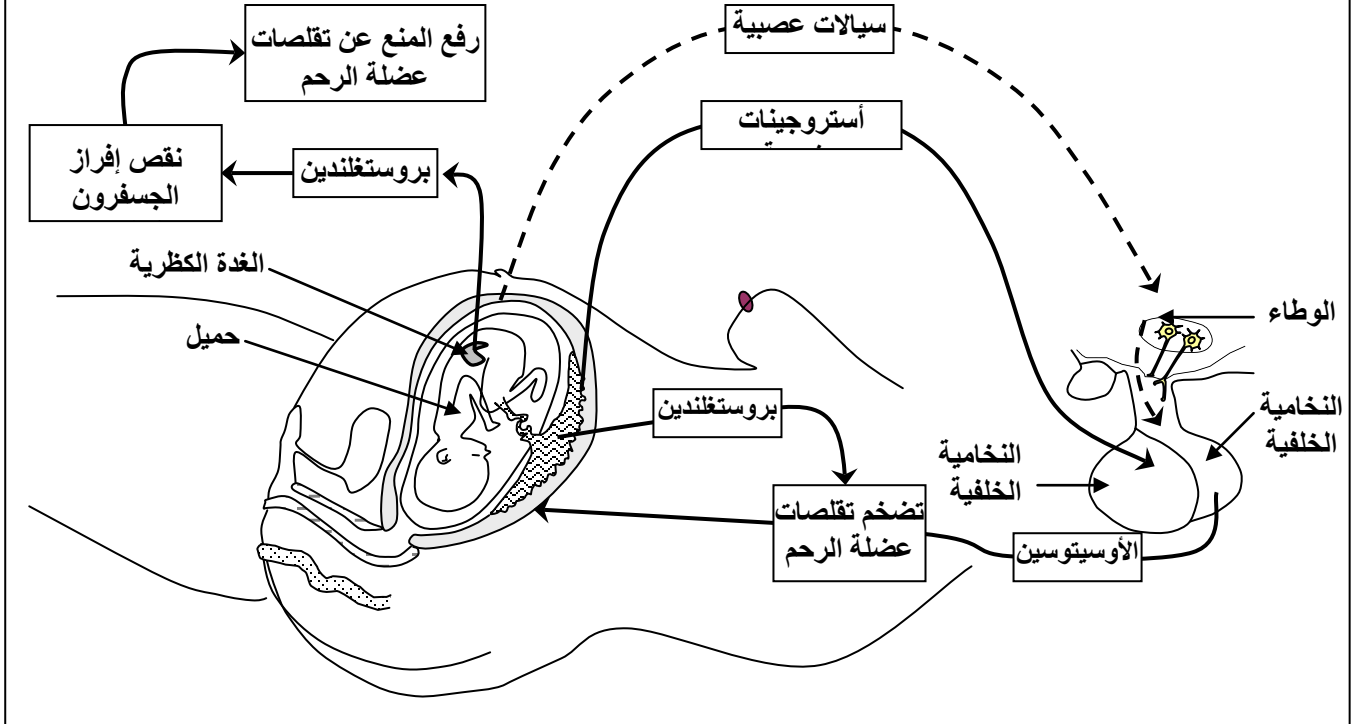 سيالات عصبية
رفع المنع عن تقلصات
عضلة الرحم
أستروجينات
نقص إفراز
الجسفرون
بروستغلندين
الغدة الكظرية
حميل
الوطاء
بروستغلندين
النخامية
الخلفية
النخامية
الخلفية
تضخم تقلصات
عضلة الرحم
الأوسيتوسين